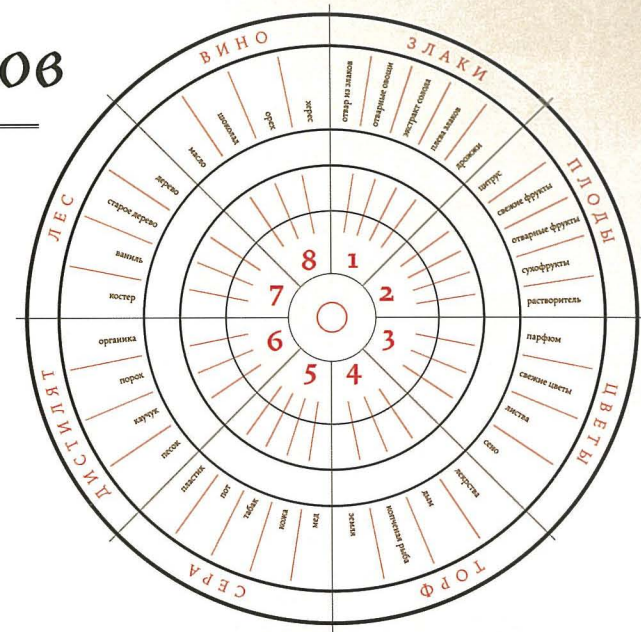 ов
ЗЛАКИ
отвар из злаков
отварные овощи
экстракт солода
плева злаков
дрожжи
ПЛОДЫ
цитрус
свежие фрукты
отварные фрукты
сухофрукты
растворитель
ЦВЕТЫ
парфюм
свежие цветы
листва
сено
ТОРФ
лекарства
дым
копченая рыба
земля
СЕРА
мед
кожа
табак
пот
пластик
ДИСТИЛЯТ
песок
каучук
порок
органика
ЛЕС
костер
ваниль
старое дерево
дерево
ВИНО
масло
шоколад
орех
херес
1
2
3
4
5
6
7
8